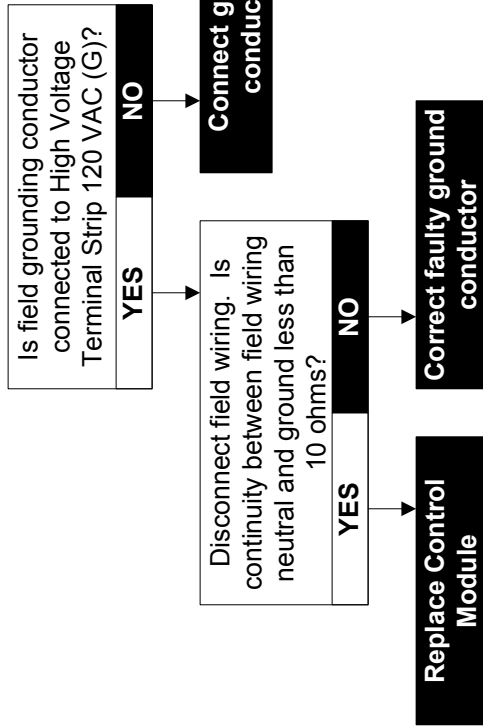 Is field grounding conductor
connected to High Voltage
Terminal Strip 120 VAC (G)?
YES
NO
Connect g
conduc
Disconnect field wiring. Is
continuity between field wiring
neutral and ground less than
10 ohms?
YES
NO
Replace Control
Module
Correct faulty ground
conductor